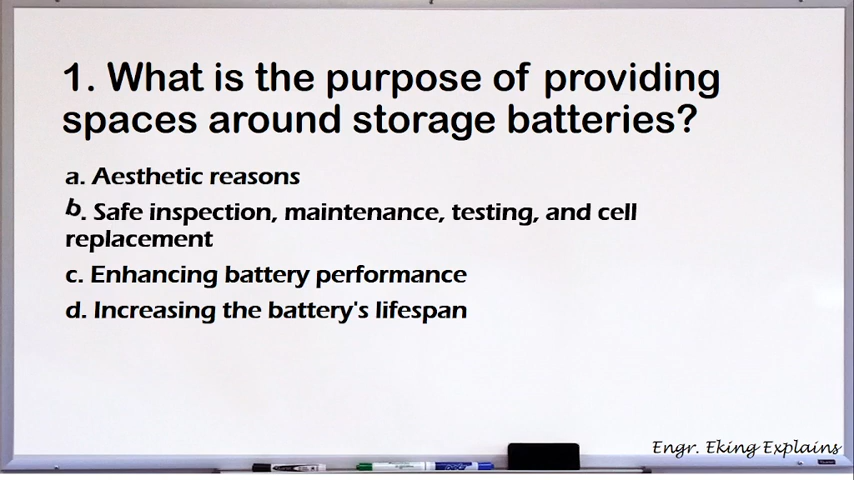 1. What is the purpose of providing
spaces around storage batteries?
a. Aesthetic reasons
b. Safe inspection, maintenance, testing, and cell
replacement
c. Enhancing battery performance
d. Increasing the battery's lifespan
Engr. Eking Explains